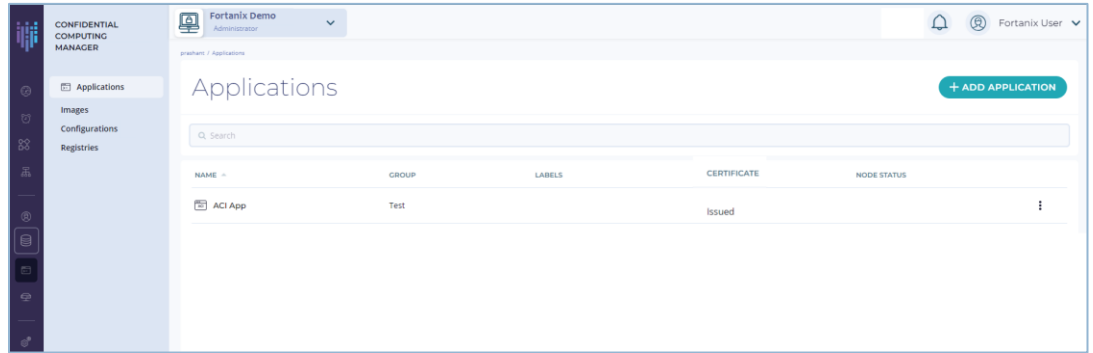 CONFIDENTIAL
COMPUTING
MANAGER
Fortanix Demo
Administrator
Fortanix User
prashant / Applications
Applications
Images
Configurations
Registries
Applications
+ ADD APPLICATION
Search
NAME
GROUP
LABELS
CERTIFICATE
NODE STATUS
ACI App
Test
Issued